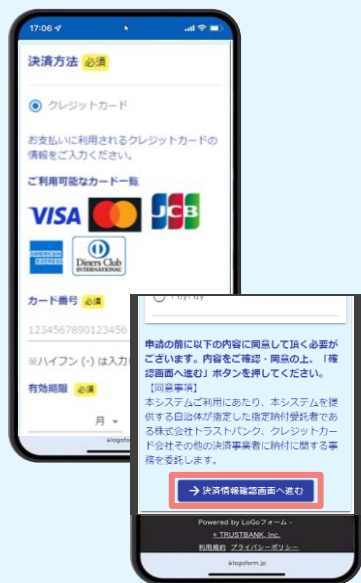 17:06
決済方法 必須
クレジットカード
お支払いに利用されるクレジットカードの
情報をご入力ください。
ご利用可能なカード一覧
VISA
JCB
AMERICAN EXPRESS
Diners Club
INTERNATIONAL
カード番号 必須
1234567890123456
※ハイフン (-) は入力
有効期限 必須
月
logofor
PayPay
申請の前に以下の内容に同意して頂く必要が
ございます。内容をご確認・同意の上、「確
認画面へ進む」ボタンを押してください。
【同意事項】
本システムご利用にあたり、本システムを提
供する自治体が指定した指定納付受託者であ
る株式会社トラストバンク、クレジットカー
ド会社その他の決済事業者に納付に関する事
務を委託します。
→ 決済情報確認画面へ進む
Powered by LoGoフォーム -
© TRUSTBANK, Inc.
利用規約 プライバシーポリシー
logoform.jp